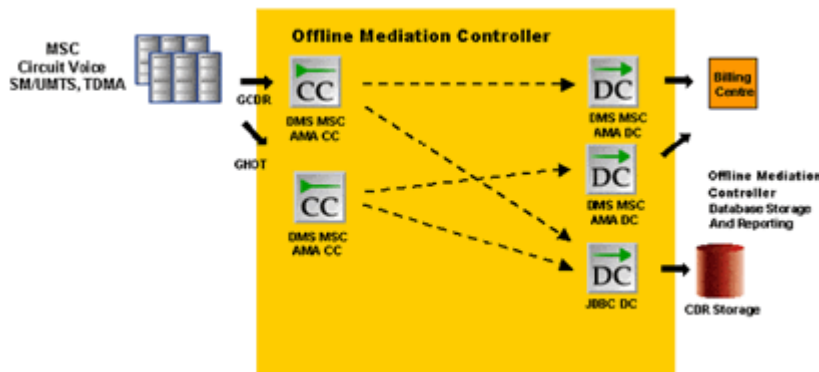 MSC
Circuit Voice
SM/UMTS, TDMA
GCDR
GHOT
Offline Mediation Controller
CC
DMS MSC
AMA CC
CC
DMS MSC
AMA CC
DC
DMS MSC
AMA DC
DC
DMS MSC
AMA DC
DC
JDBC DC
Billing
Centre
Offline Mediation
Controller
Database Storage
And Reporting
CDR Storage